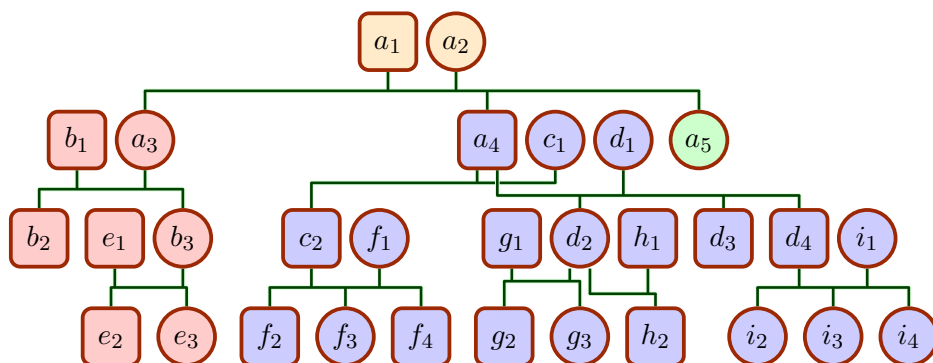 a₁ a₂
b₁ a₃ a₄ c₁ d₁ a₅
b₂ e₁ b₃ c₂ f₁ g₁ d₂ h₁ d₃ d₄ i₁
e₂ e₃ f₂ f₃ f₄ g₂ g₃ h₂ i₂ i₃ i₄